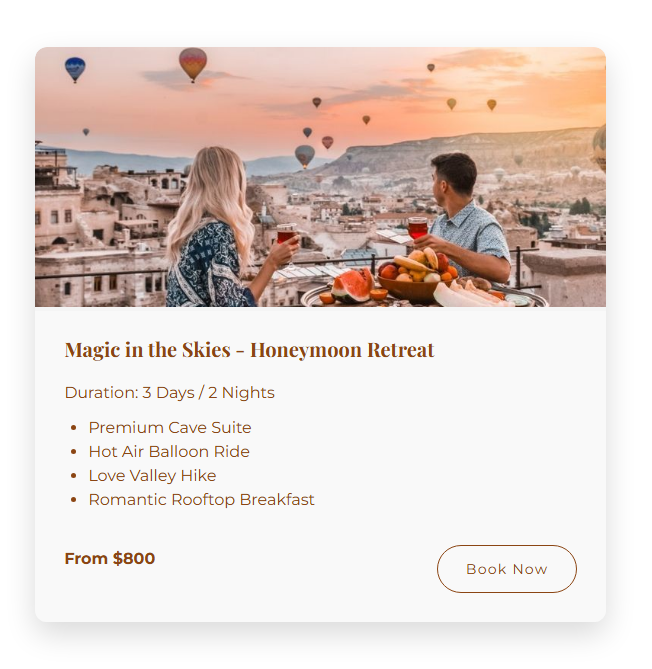 Magic in the Skies - Honeymoon Retreat
Duration: 3 Days / 2 Nights
• Premium Cave Suite
• Hot Air Balloon Ride
• Love Valley Hike
• Romantic Rooftop Breakfast
From $800
Book Now